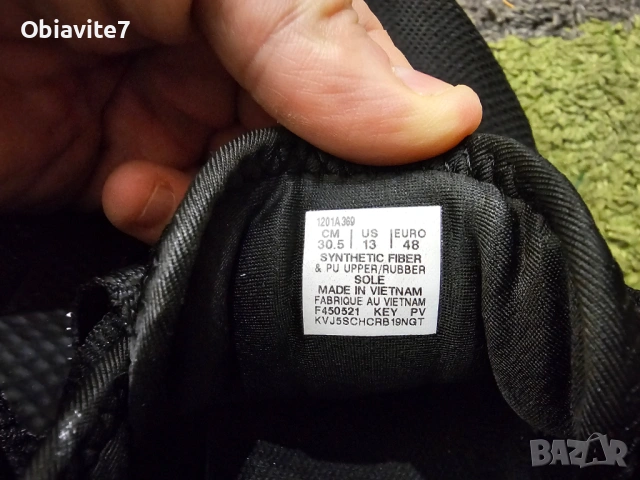 Obiavite7
1201A369
CM | US | EURO
30.5 | 13 | 48
SYNTHETIC FIBER
& PU UPPER/RUBBER
SOLE
MADE IN VIETNAM
FABRIQUE AU VIETNAM
F450521 KEY PV
KVJ5SCHCRB19NGT
BAZAR